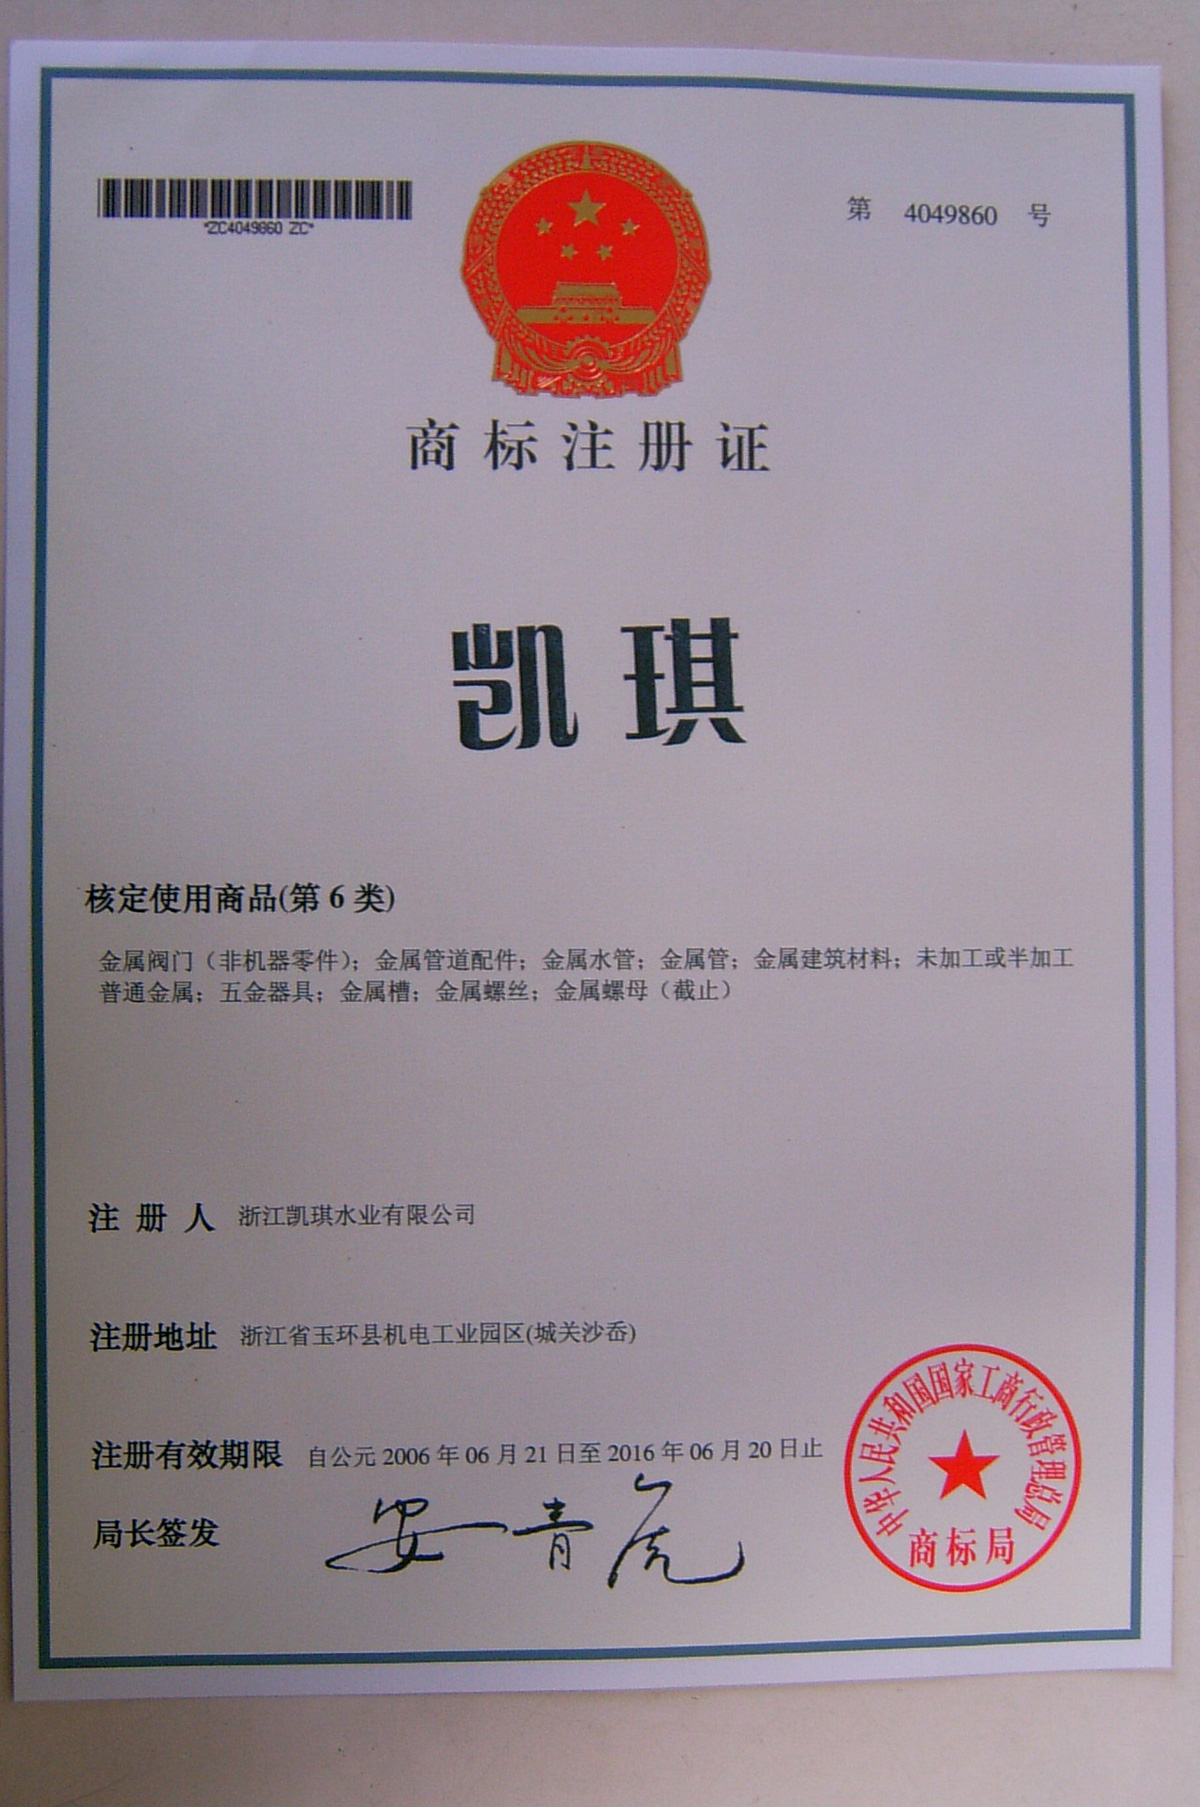 *ZC4049860 ZC*
第 4049860 号
商标注册证
凯琪
核定使用商品(第 6 类)
金属阀门（非机器零件）；金属管道配件；金属水管；金属管；金属建筑材料；未加工或半加工
普通金属；五金器具；金属槽；金属螺丝；金属螺母（截止）
注册人 浙江凯琪水业有限公司
注册地址 浙江省玉环县机电工业园区(城关沙岙)
注册有效期限 自公元 2006 年 06 月 21 日至 2016 年 06 月 20 日止
局长签发 安青虎
中华人民共和国国家工商行政管理总局
商标局